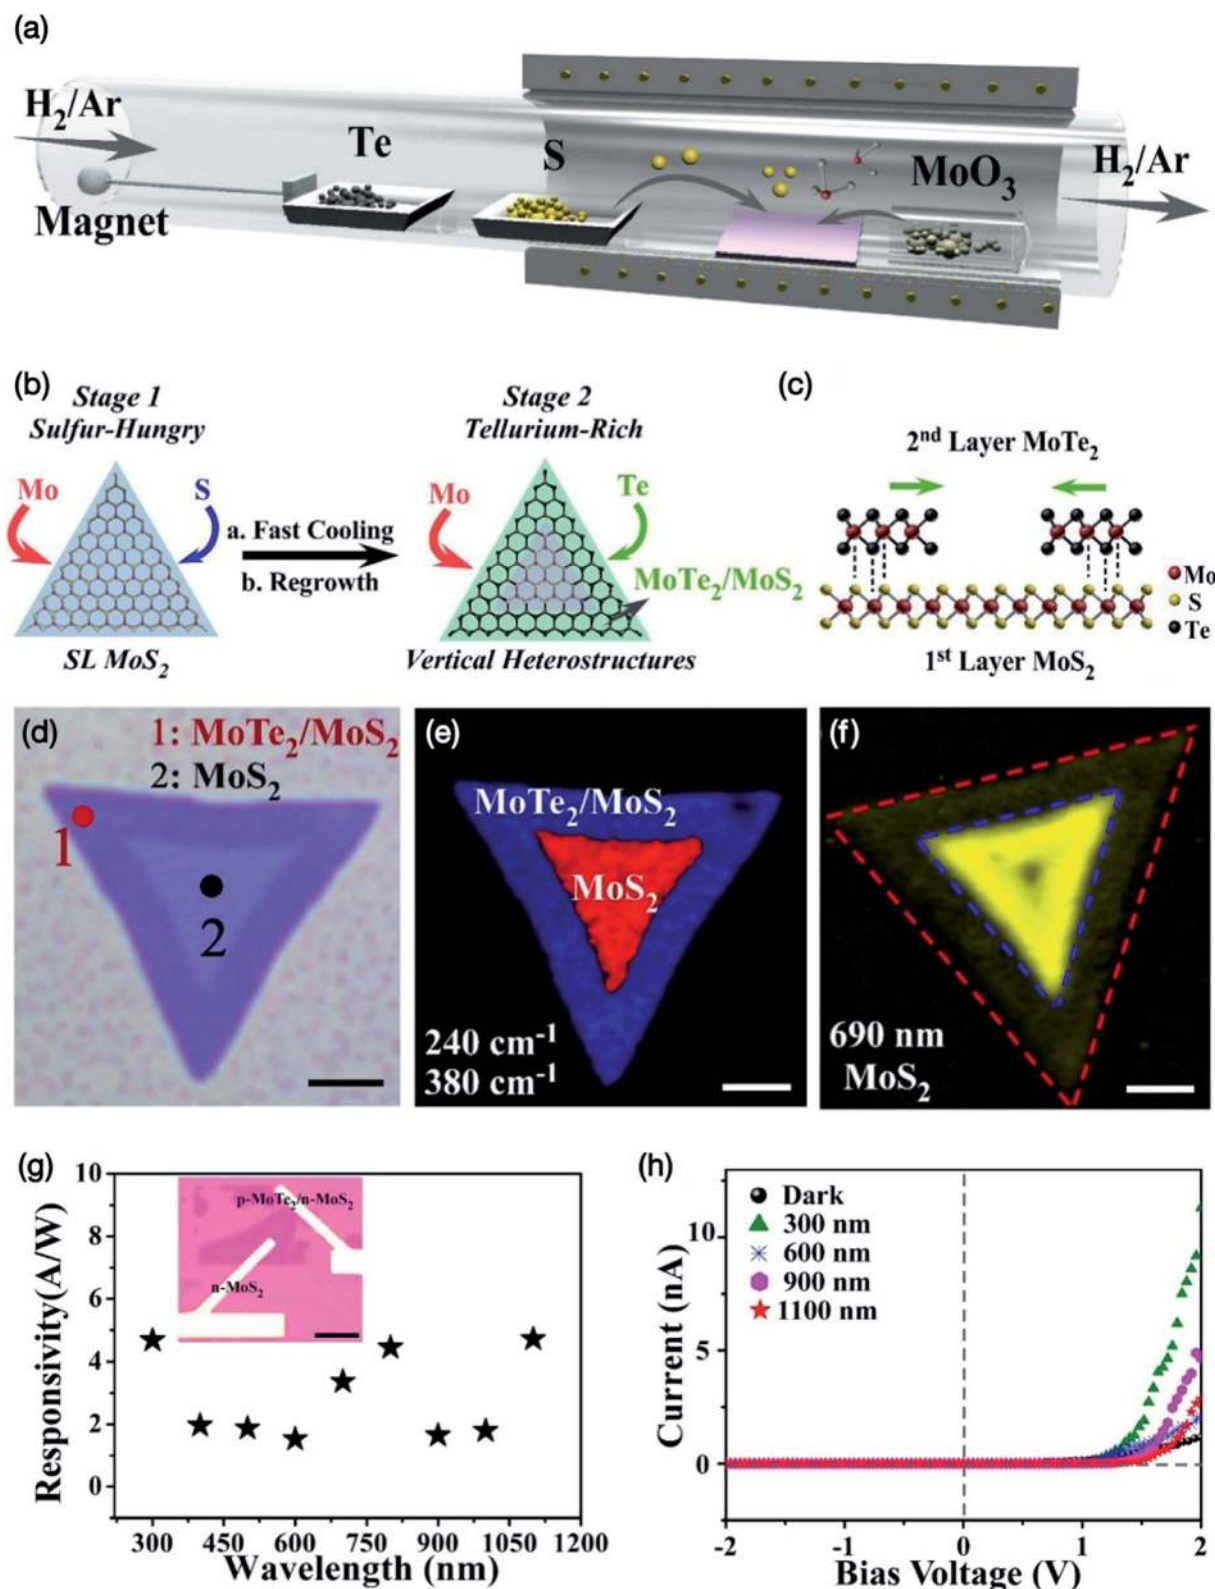 (a)
H2/Ar
Te
S
MoO3
H2/Ar
Magnet
(b)
Stage 1
Sulfur-Hungry
Mo
S
SL MoS2
a. Fast Cooling
b. Regrowth
Stage 2
Tellurium-Rich
Mo
Te
MoTe2/MoS2
Vertical Heterostructures
(c)
2nd Layer MoTe2
Mo
S
Te
1st Layer MoS2
(d)
1: MoTe2/MoS2
2: MoS2
1
2
(e)
MoTe2/MoS2
MoS2
240 cm-1
380 cm-1
(f)
690 nm
MoS2
(g)
Responsivity(A/W)
10
8
6
4
2
0
p-MoTe2/n-MoS2
n-MoS2
300 450 600 750 900 1050 1200
Wavelength (nm)
(h)
Current (nA)
10
5
0
Dark
300 nm
600 nm
900 nm
1100 nm
-2 -1 0 1 2
Bias Voltage (V)